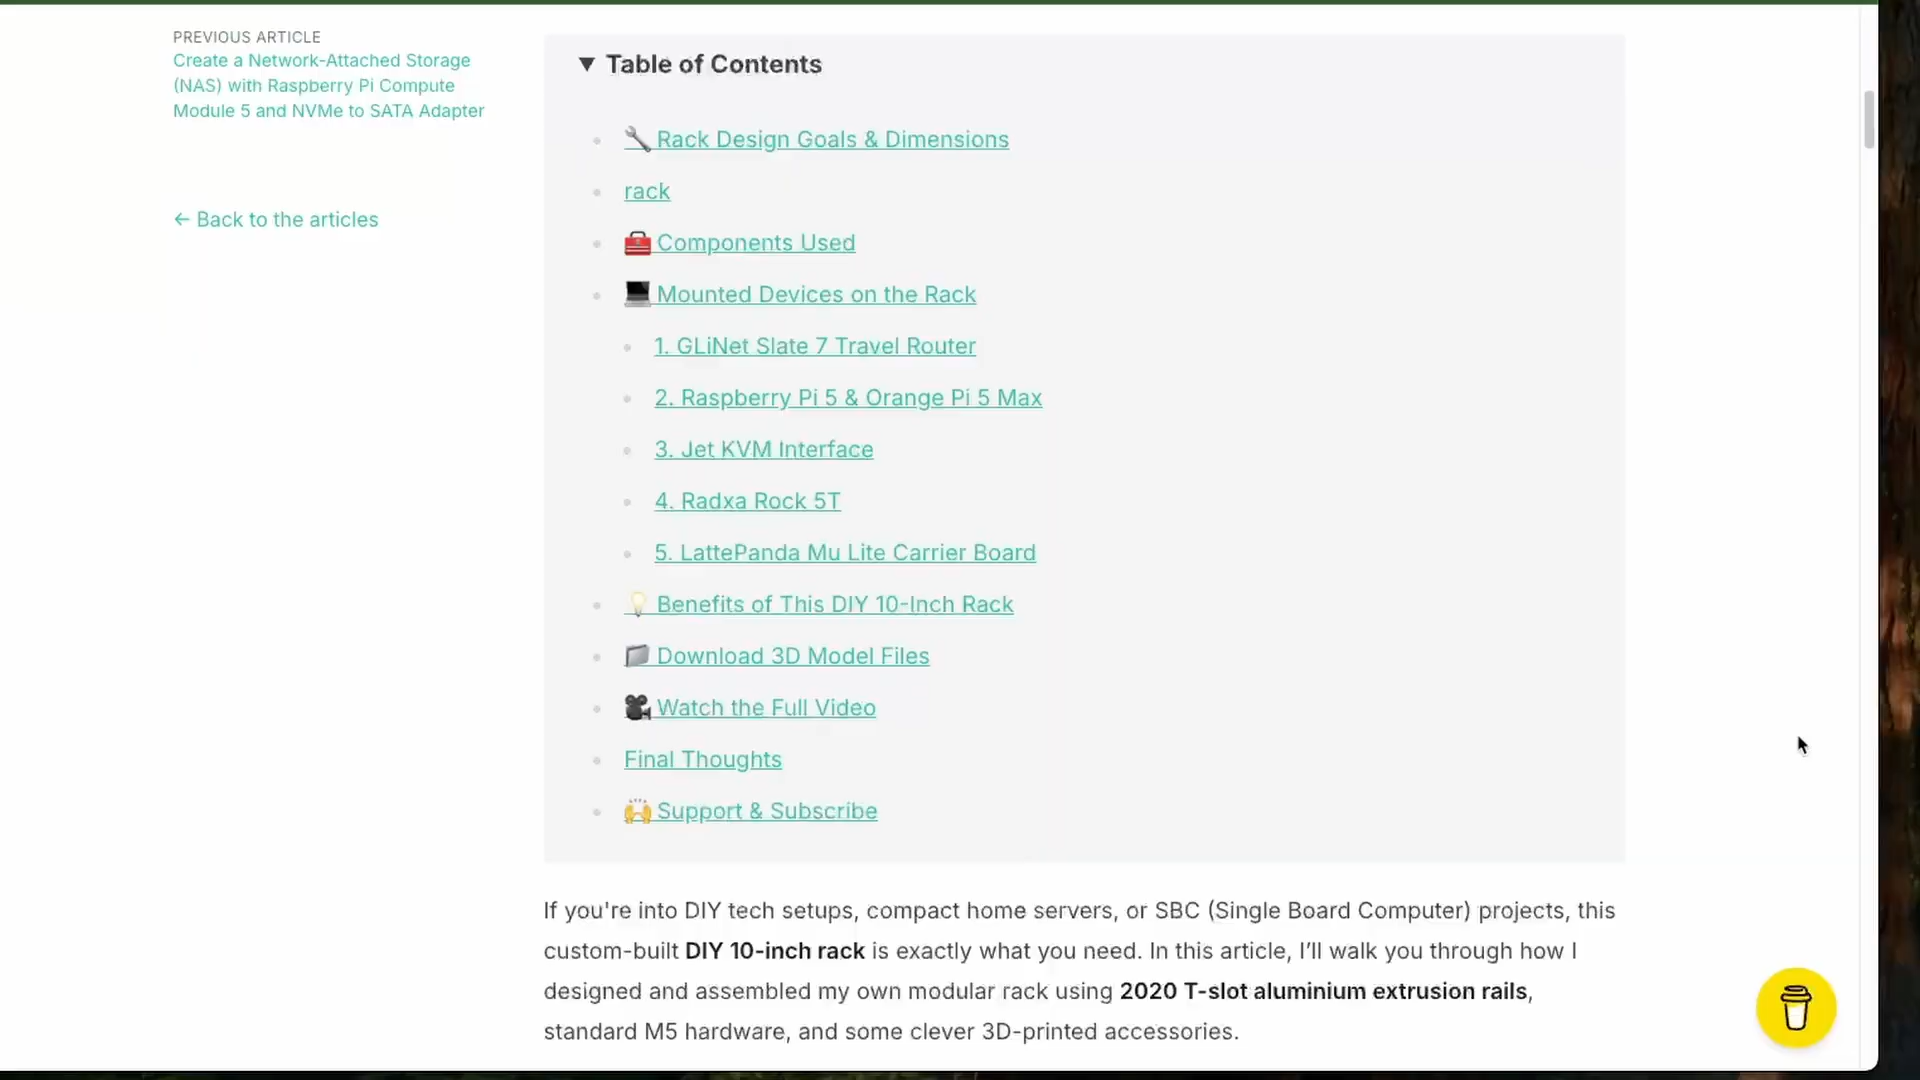 PREVIOUS ARTICLE
Create a Network-Attached Storage
(NAS) with Raspberry Pi Compute
Module 5 and NVMe to SATA Adapter
← Back to the articles
▼ Table of Contents
🔧 Rack Design Goals & Dimensions
rack
🧰 Components Used
💻 Mounted Devices on the Rack
1. GLiNet Slate 7 Travel Router
2. Raspberry Pi 5 & Orange Pi 5 Max
3. Jet KVM Interface
4. Radxa Rock 5T
5. LattePanda Mu Lite Carrier Board
💡 Benefits of This DIY 10-Inch Rack
📁 Download 3D Model Files
🎥 Watch the Full Video
Final Thoughts
🙌 Support & Subscribe
If you're into DIY tech setups, compact home servers, or SBC (Single Board Computer) projects, this
custom-built DIY 10-inch rack is exactly what you need. In this article, I’ll walk you through how I
designed and assembled my own modular rack using 2020 T-slot aluminium extrusion rails,
standard M5 hardware, and some clever 3D-printed accessories.